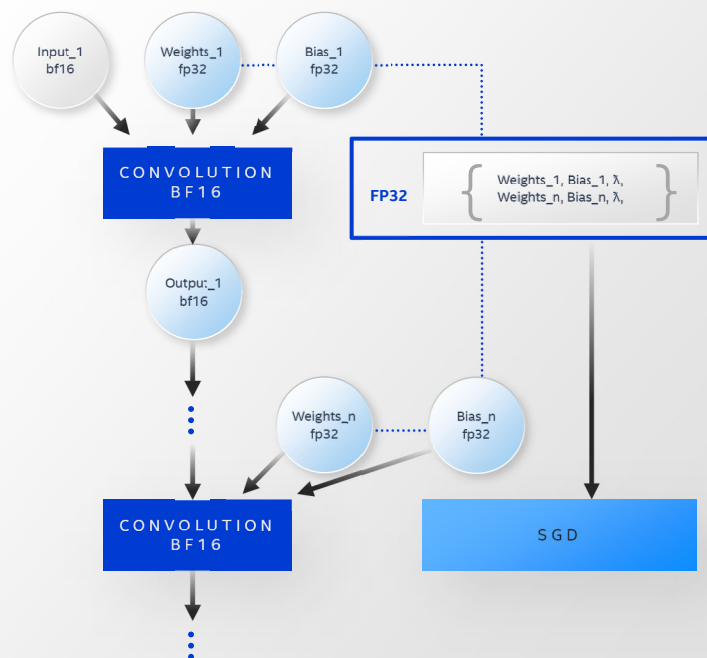 Input_1
bf16
Weights_1
fp32
Bias_1
fp32
CONVOLUTION
BF16
FP32
{ Weights_1, Bias_1, λ,
Weights_n, Bias_n, λ, }
Output_1
bf16
Weights_n
fp32
Bias_n
fp32
CONVOLUTION
BF16
SGD